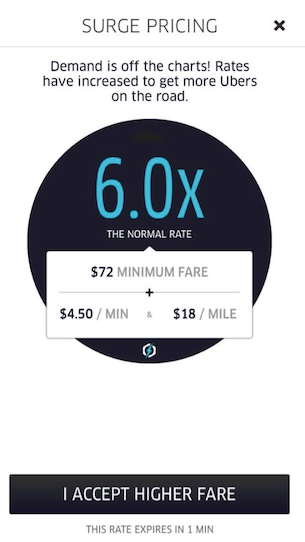 SURGE PRICING ×
Demand is off the charts! Rates
have increased to get more Ubers
on the road.
6.0x
THE NORMAL RATE
$72 MINIMUM FARE
+
$4.50 / MIN & $18 / MILE
I ACCEPT HIGHER FARE
THIS RATE EXPIRES IN 1 MIN